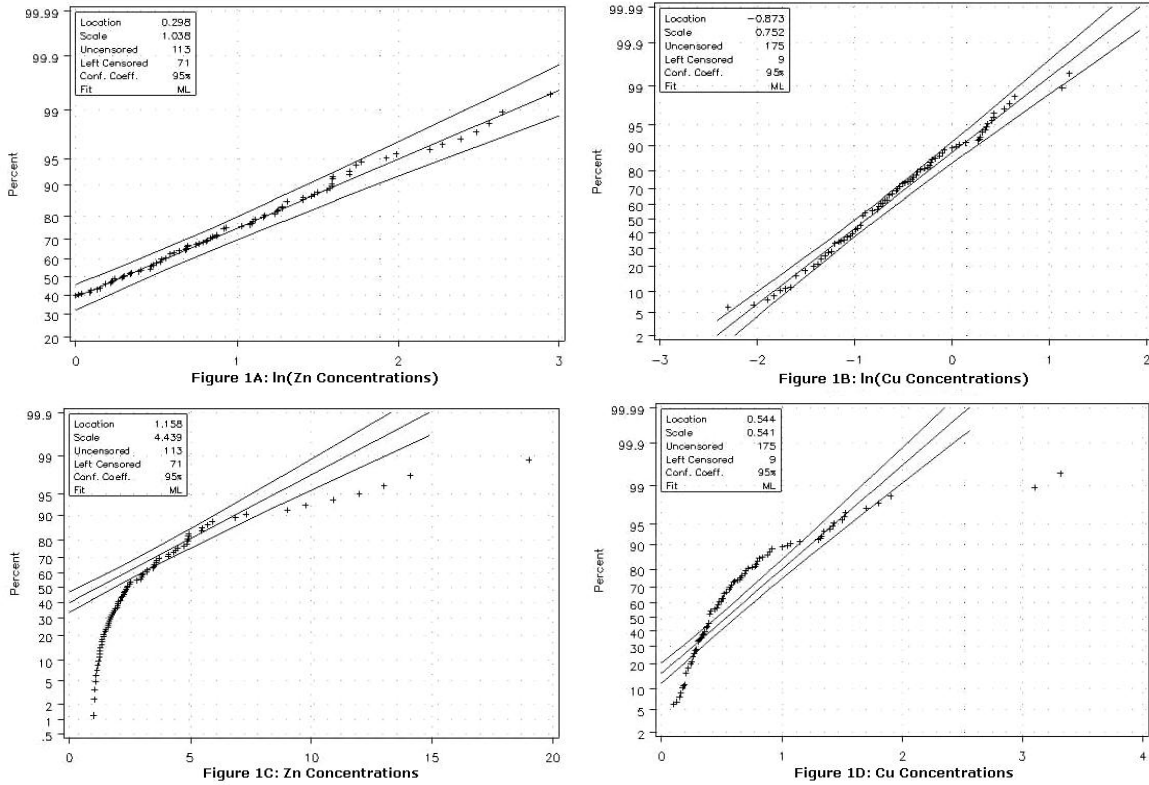 99.99
Location 0.298
Scale 1.038
Uncensored 113
Left Censored 71
Conf. Coeff. 95%
Fit ML
99.9
99
95
90
80
70
60
50
40
30
20
Percent
0 1 2 3
Figure 1A: ln(Zn Concentrations)
99.99
Location -0.873
Scale 0.752
Uncensored 175
Left Censored 9
Conf. Coeff. 95%
Fit ML
99.9
99
95
90
80
70
60
50
40
30
20
10
5
2
Percent
-3 -2 -1 0 1 2
Figure 1B: ln(Cu Concentrations)
99.9
Location 1.158
Scale 4.439
Uncensored 113
Left Censored 71
Conf. Coeff. 95%
Fit ML
99
95
90
80
70
60
50
40
30
20
10
5
2
1
.5
Percent
0 5 10 15 20
Figure 1C: Zn Concentrations
99.99
Location 0.544
Scale 0.541
Uncensored 175
Left Censored 9
Conf. Coeff. 95%
Fit ML
99.9
99
95
90
80
70
60
50
40
30
20
10
5
2
Percent
0 1 2 3 4
Figure 1D: Cu Concentrations